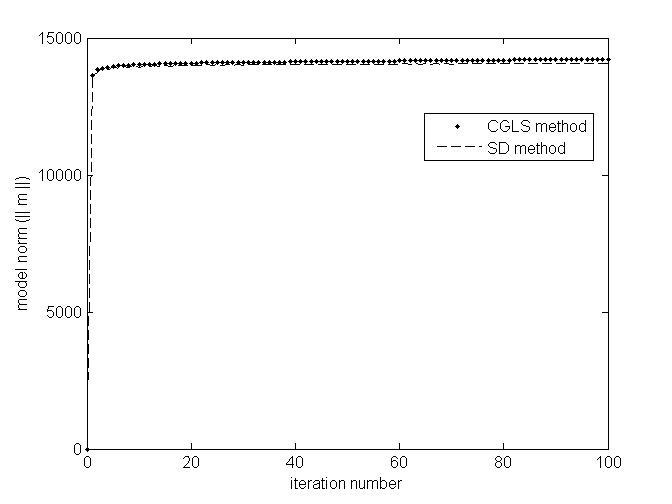 15000
10000
5000
0
model norm (|| m ||)
CGLS method
SD method
0 20 40 60 80 100
iteration number